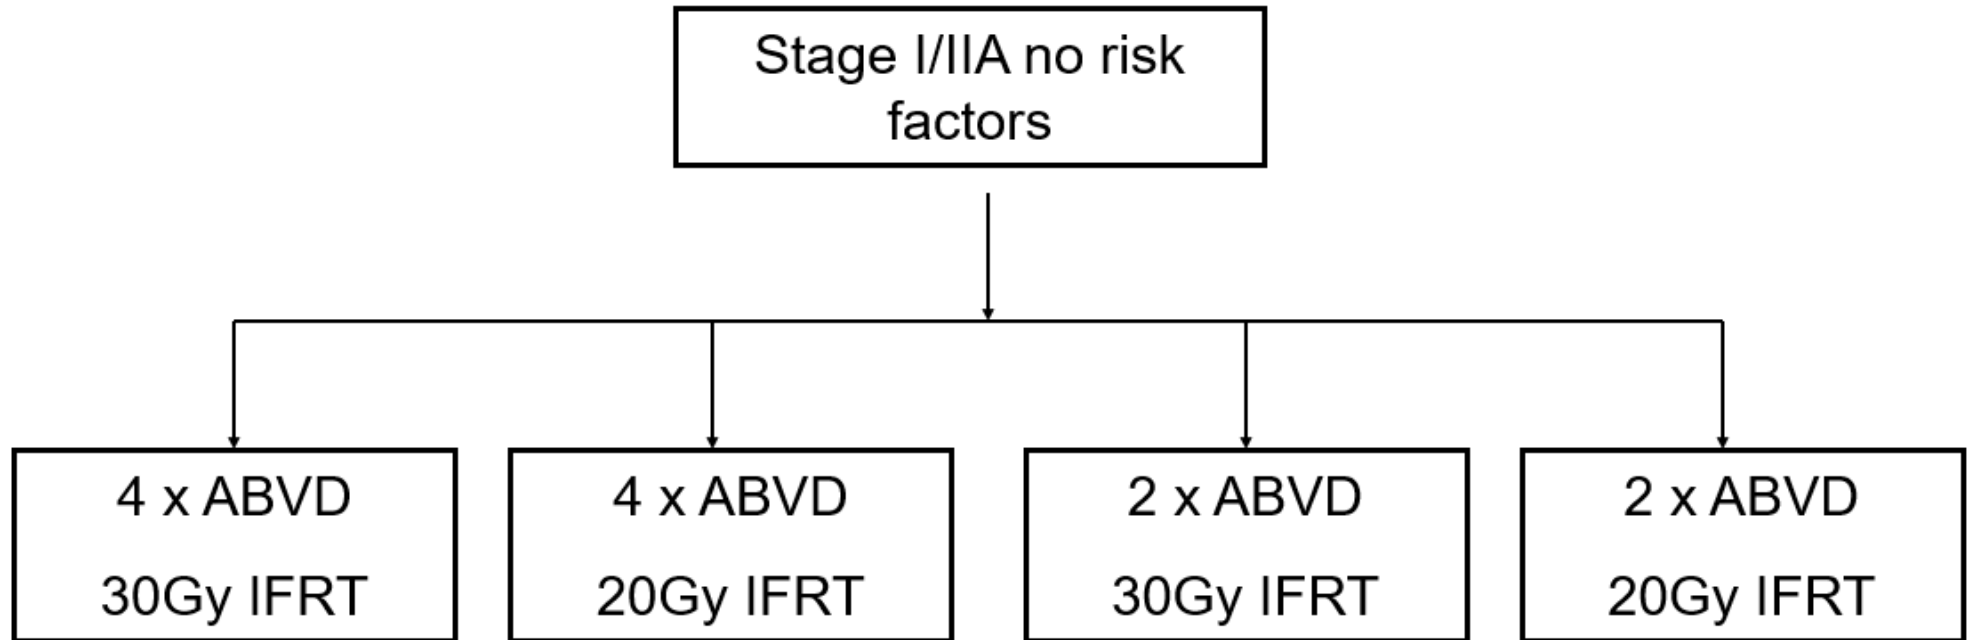 Stage I/IIA no risk
factors
4 x ABVD
30Gy IFRT
4 x ABVD
20Gy IFRT
2 x ABVD
30Gy IFRT
2 x ABVD
20Gy IFRT